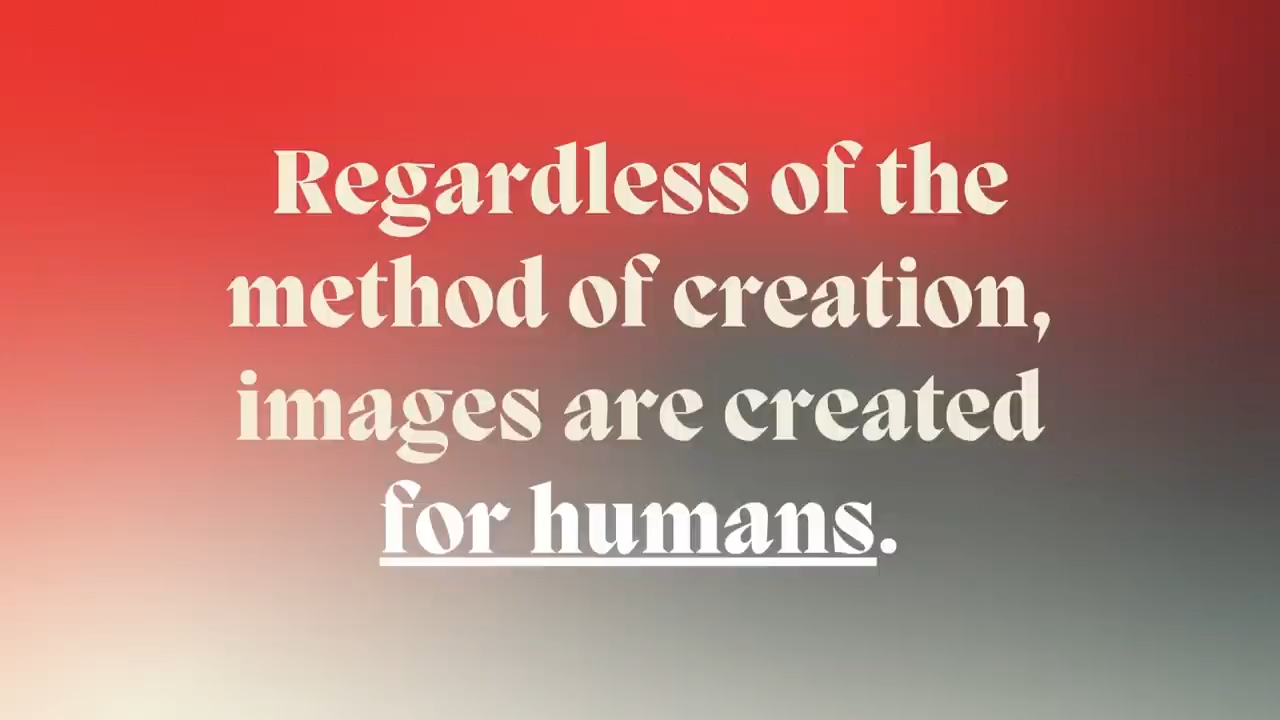 Regardless of the
method of creation,
images are created
for humans.